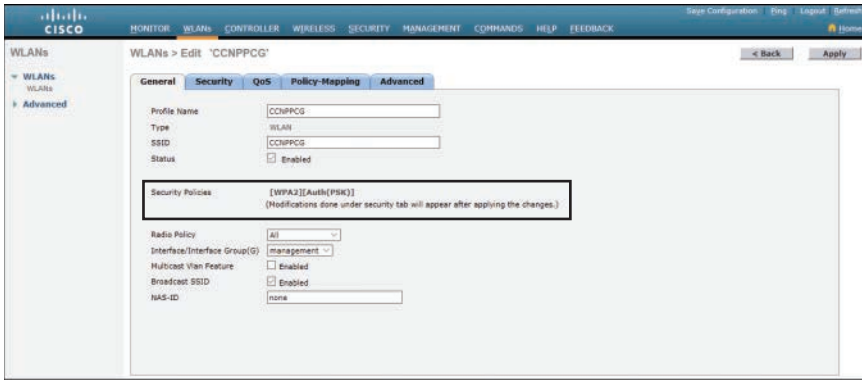 Save Configuration Ping Logout Refresh
CISCO MONITOR WLANs CONTROLLER WIRELESS SECURITY MANAGEMENT COMMANDS HELP FEEDBACK Home
WLANs WLANs > Edit 'CCNPPCG' < Back Apply
WLANs
WLANs
Advanced
General Security QoS Policy-Mapping Advanced
Profile Name CCNPPCG
Type WLAN
SSID CCNPPCG
Status Enabled
Security Policies [WPA2][Auth(PSK)]
(Modifications done under security tab will appear after applying the changes.)
Radio Policy All
Interface/Interface Group(G) management
Multicast Vlan Feature Enabled
Broadcast SSID Enabled
NAS-ID none